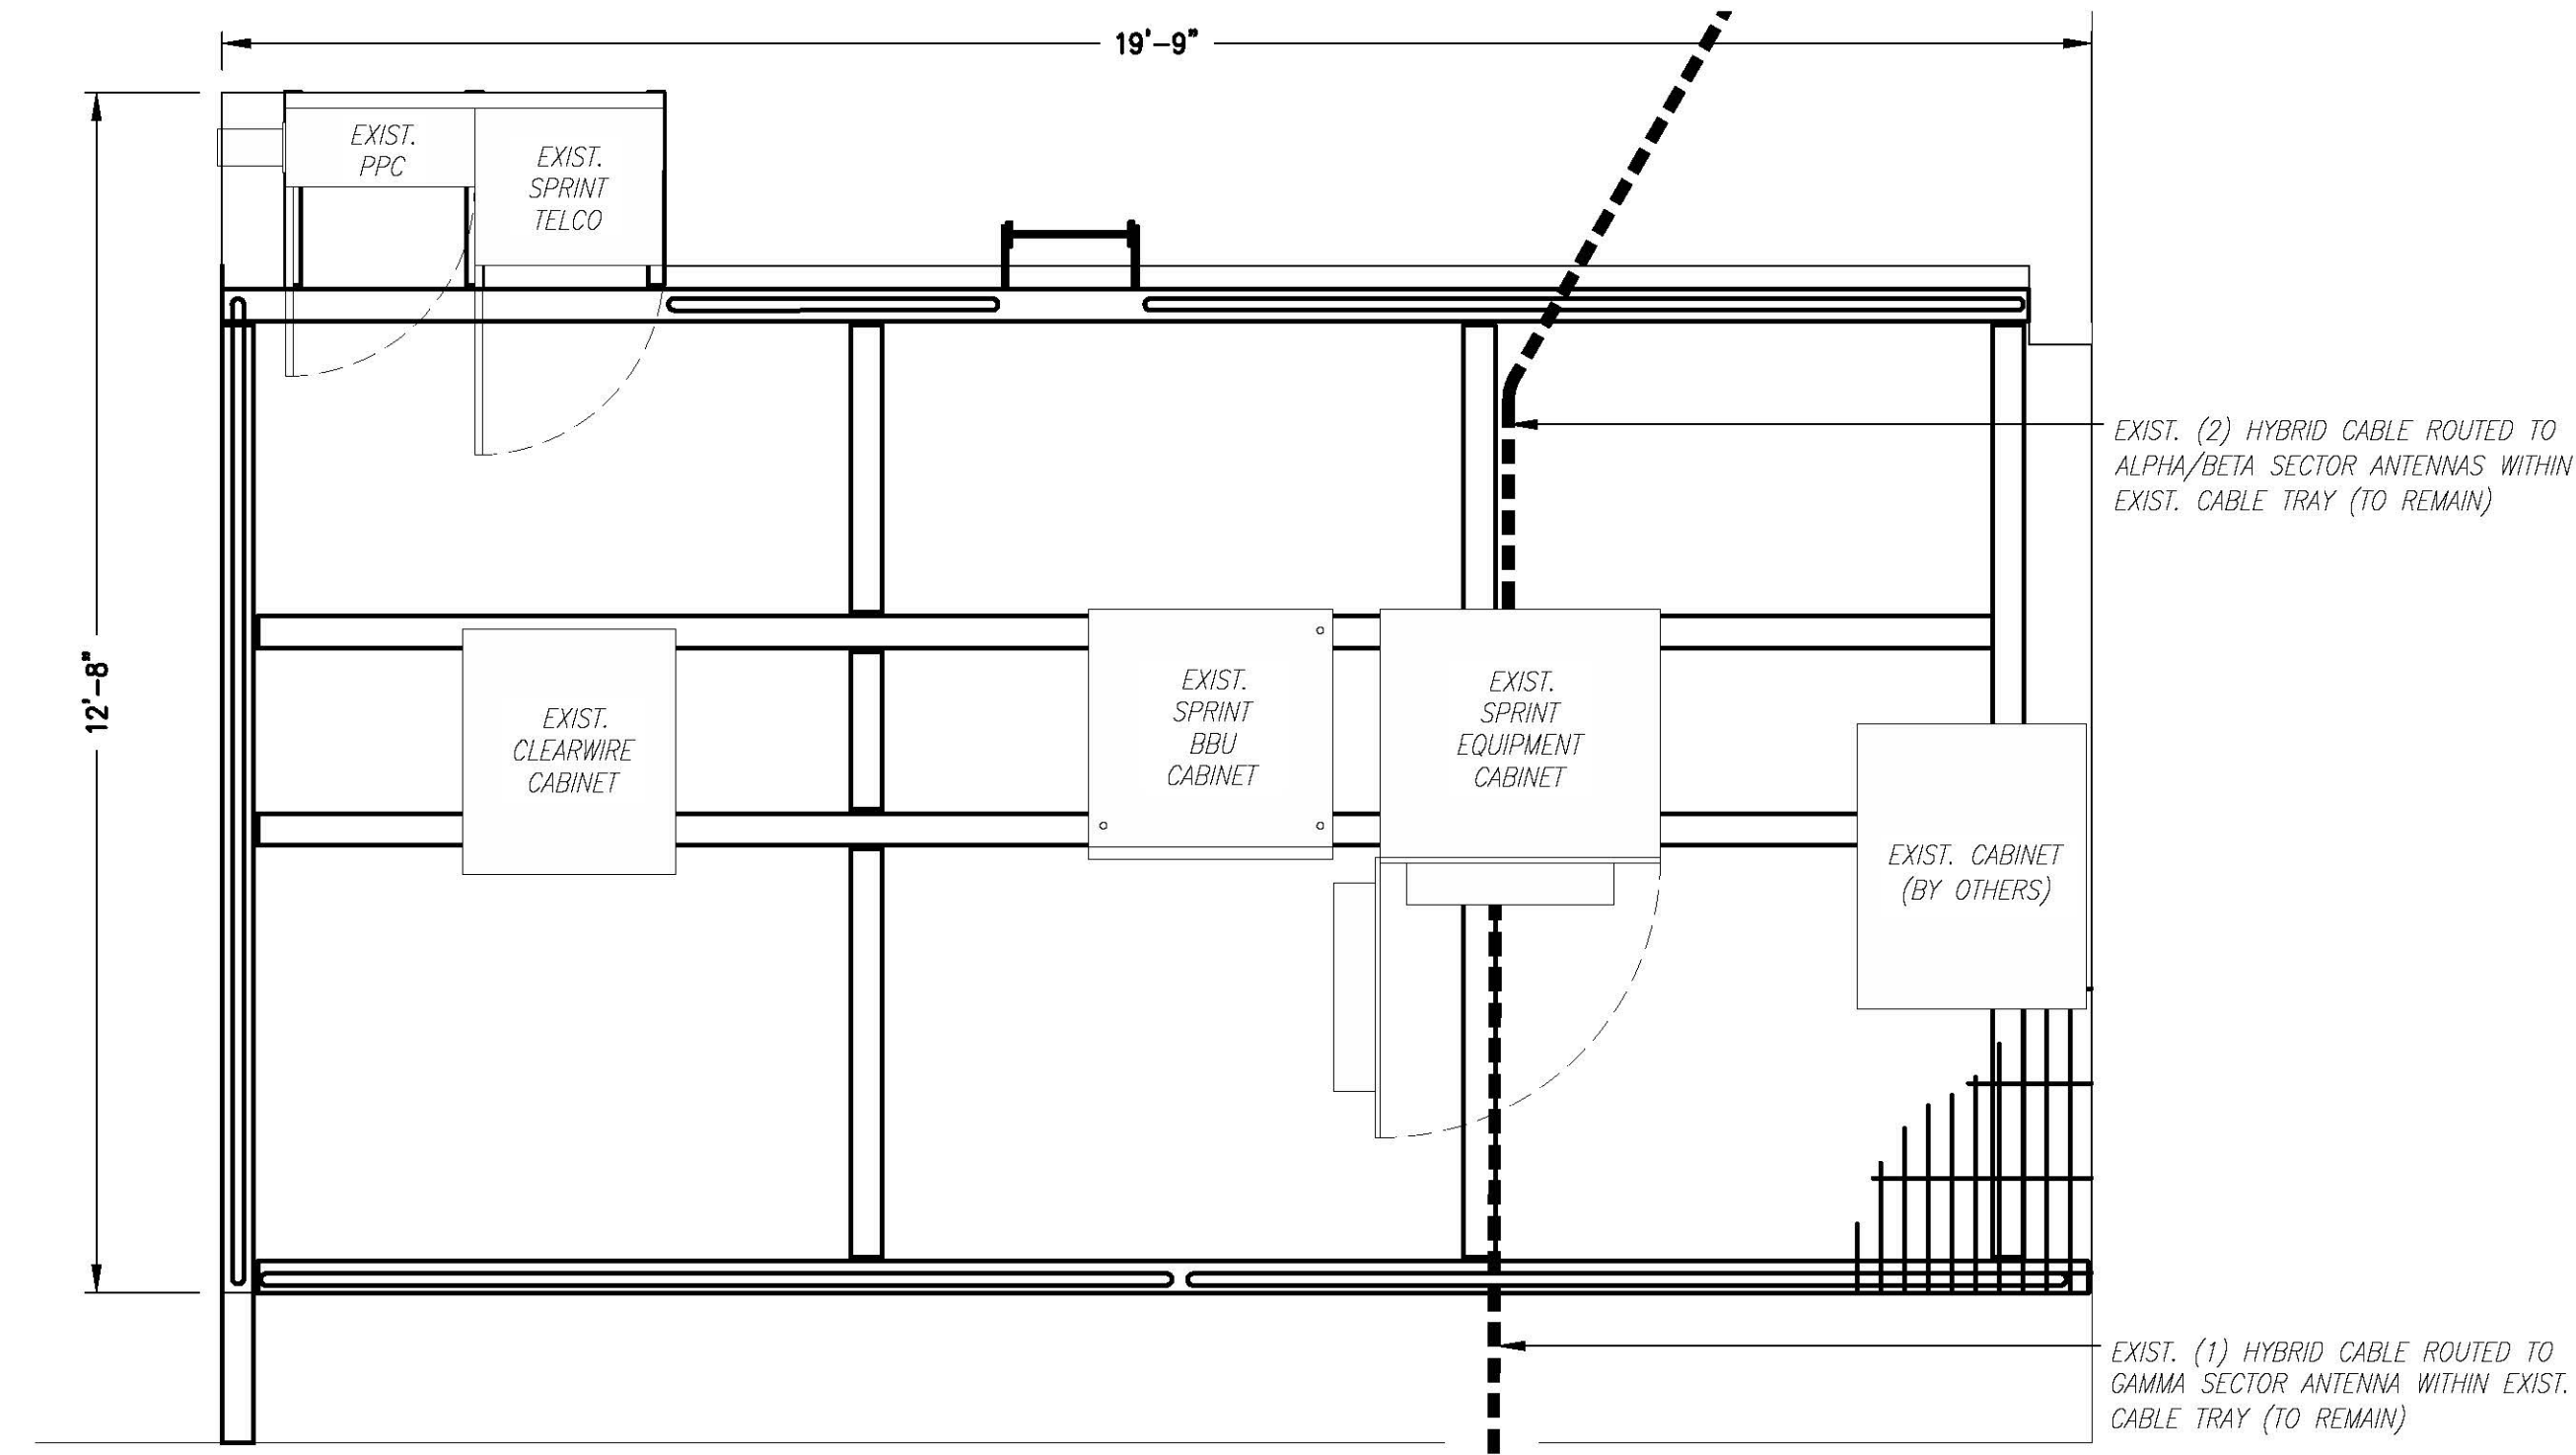 19'-9"
EXIST.
PPC
EXIST.
SPRINT
TELCO
EXIST. (2) HYBRID CABLE ROUTED TO
ALPHA/BETA SECTOR ANTENNAS WITHIN
EXIST. CABLE TRAY (TO REMAIN)
12'-8"
EXIST.
CLEARWIRE
CABINET
EXIST.
SPRINT
BBU
CABINET
EXIST.
SPRINT
EQUIPMENT
CABINET
EXIST. CABINET
(BY OTHERS)
EXIST. (1) HYBRID CABLE ROUTED TO
GAMMA SECTOR ANTENNA WITHIN EXIST.
CABLE TRAY (TO REMAIN)